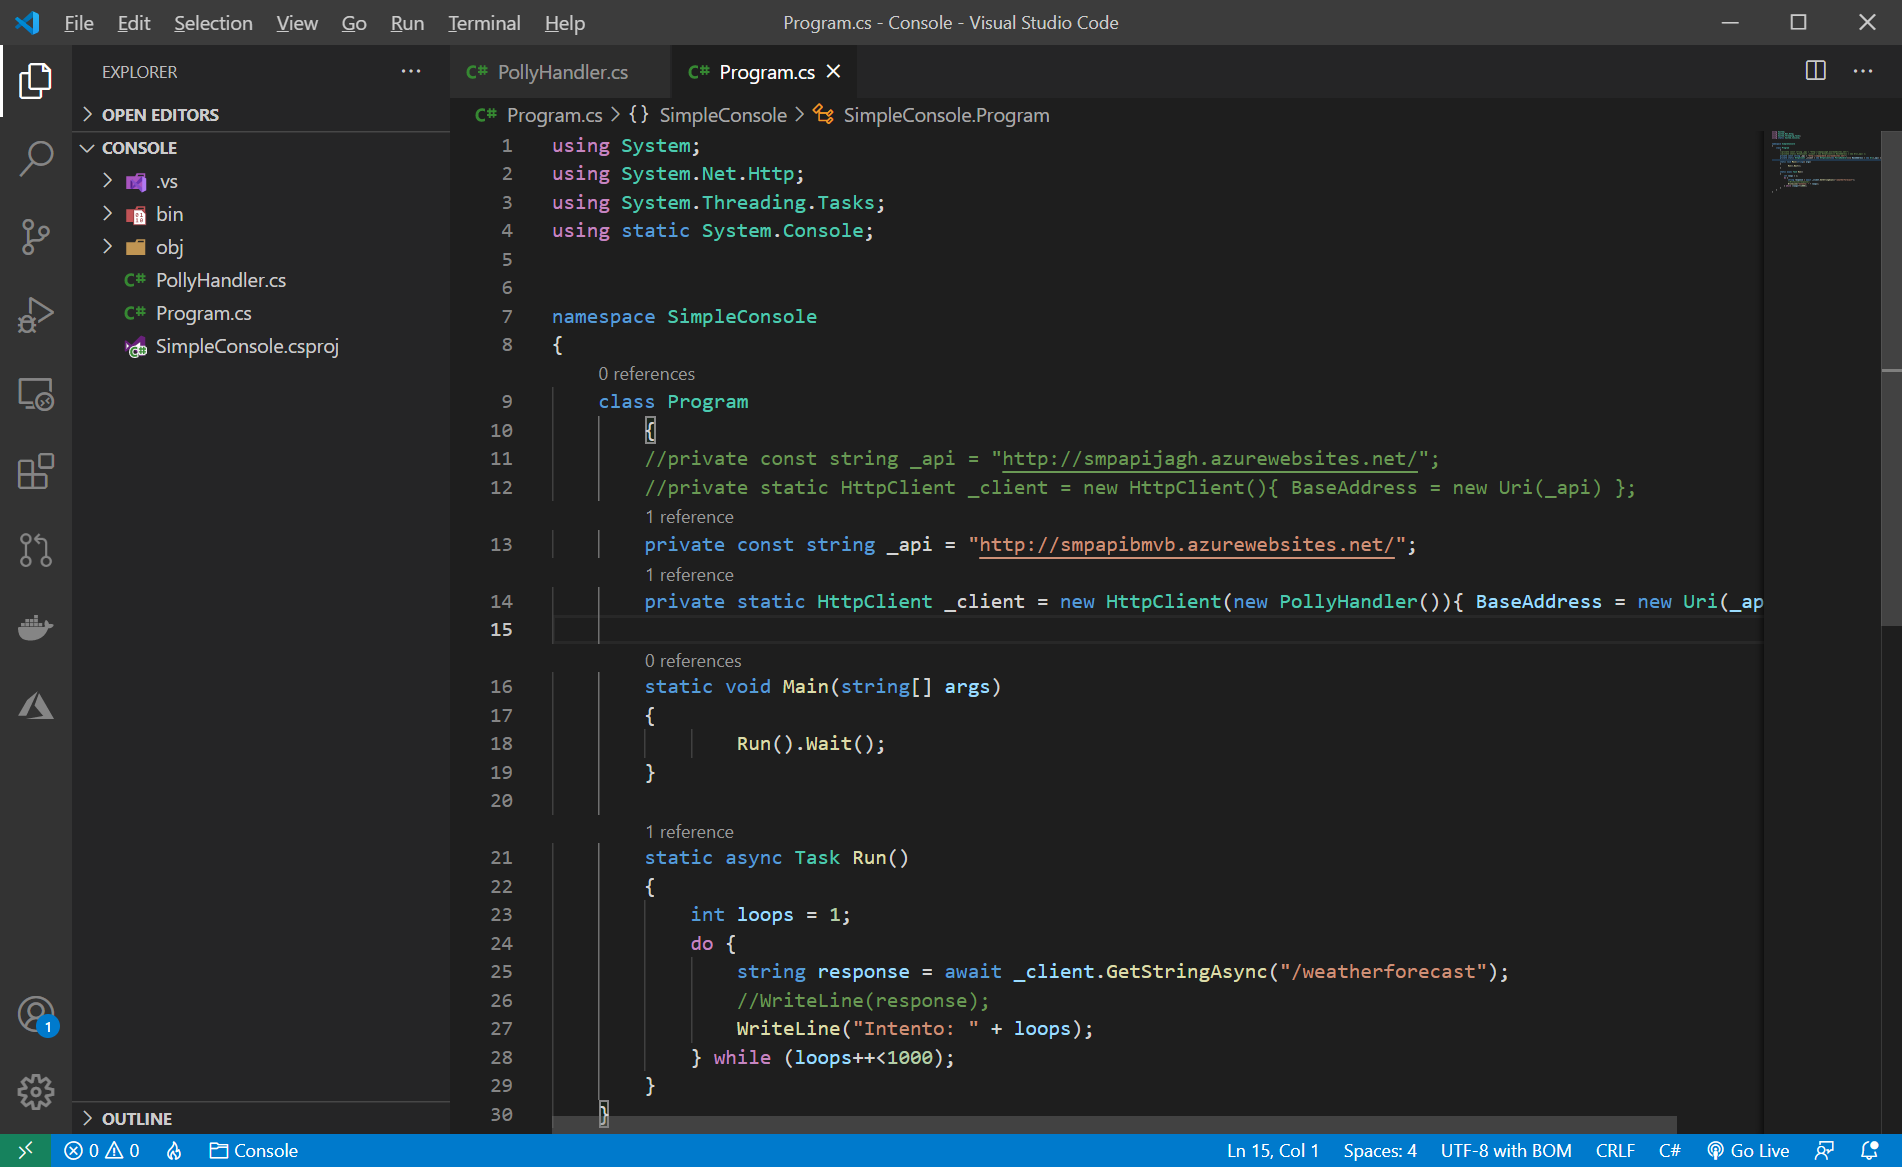 File Edit Selection View Go Run Terminal Help
Program.cs - Console - Visual Studio Code
EXPLORER
OPEN EDITORS
CONSOLE
.vs
bin
obj
C# PollyHandler.cs
C# Program.cs
SimpleConsole.csproj
OUTLINE
C# PollyHandler.cs
C# Program.cs
C# Program.cs > {} SimpleConsole > SimpleConsole.Program
1 using System;
2 using System.Net.Http;
3 using System.Threading.Tasks;
4 using static System.Console;
5
6
7 namespace SimpleConsole
8 {
0 references
9 class Program
10 {
11 //private const string _api = "http://smpapijagh.azurewebsites.net/";
12 //private static HttpClient _client = new HttpClient(){ BaseAddress = new Uri(_api) };
1 reference
13 private const string _api = "http://smpapibmvb.azurewebsites.net/";
1 reference
14 private static HttpClient _client = new HttpClient(new PollyHandler()){ BaseAddress = new Uri(_ap
15
0 references
16 static void Main(string[] args)
17 {
18 Run().Wait();
19 }
20
1 reference
21 static async Task Run()
22 {
23 int loops = 1;
24 do {
25 string response = await _client.GetStringAsync("/weatherforecast");
26 //WriteLine(response);
27 WriteLine("Intento: " + loops);
28 } while (loops++<1000);
29 }
30 }
1
0 0 Console
Ln 15, Col 1 Spaces: 4 UTF-8 with BOM CRLF C# Go Live